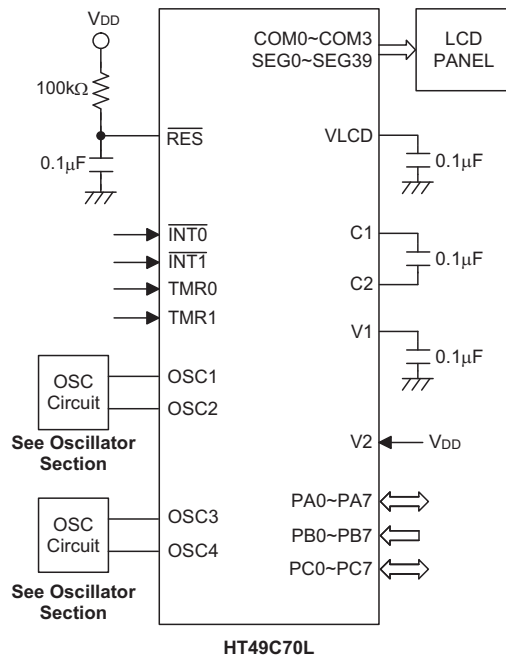 VDD
100kΩ
0.1μF
RES
INT0
INT1
TMR0
TMR1
OSC
Circuit
OSC1
OSC2
See Oscillator
Section
OSC
Circuit
OSC3
OSC4
See Oscillator
Section
COM0~COM3
SEG0~SEG39
LCD
PANEL
VLCD
0.1μF
C1
0.1μF
C2
V1
0.1μF
V2
VDD
PA0~PA7
PB0~PB7
PC0~PC7
HT49C70L